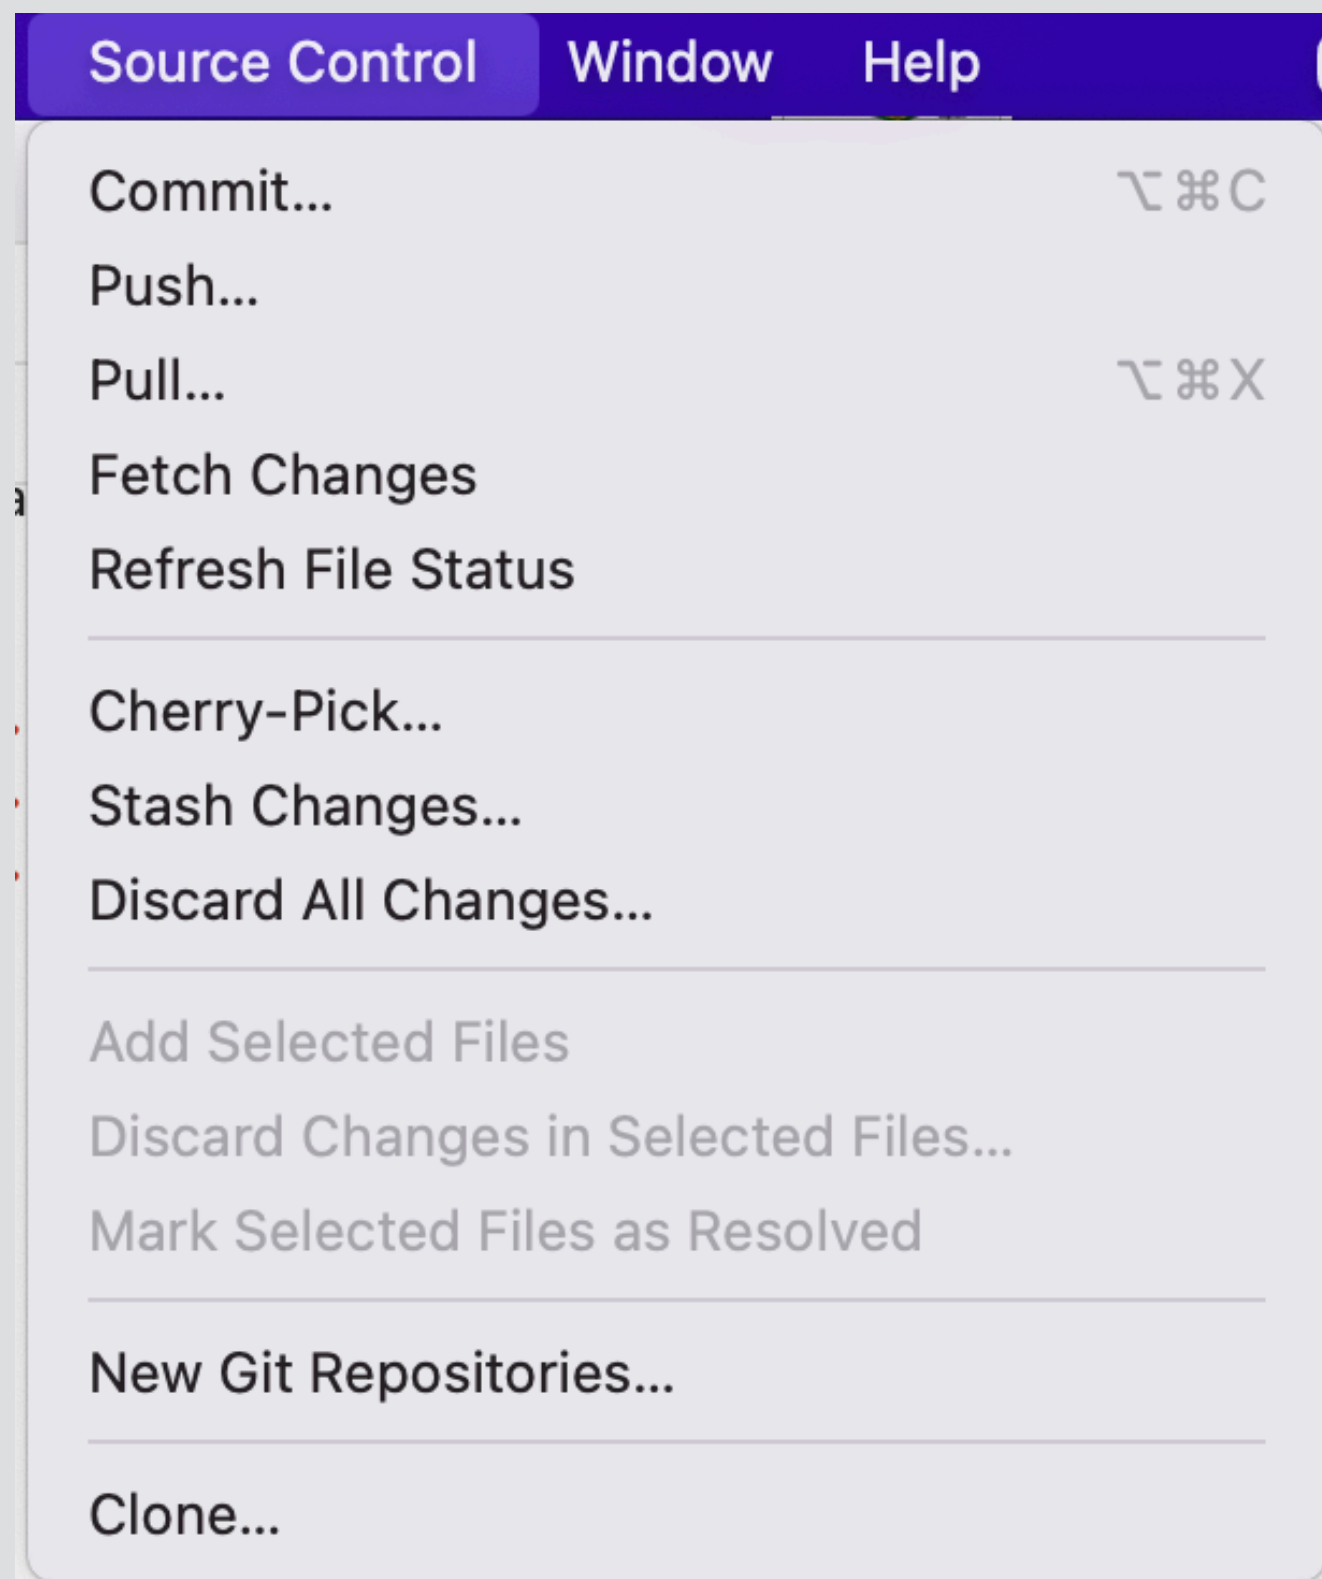 Source Control Window Help
Commit... ⌥⌘C
Push...
Pull... ⌥⌘X
Fetch Changes
Refresh File Status
Cherry-Pick...
Stash Changes...
Discard All Changes...
Add Selected Files
Discard Changes in Selected Files...
Mark Selected Files as Resolved
New Git Repositories...
Clone...